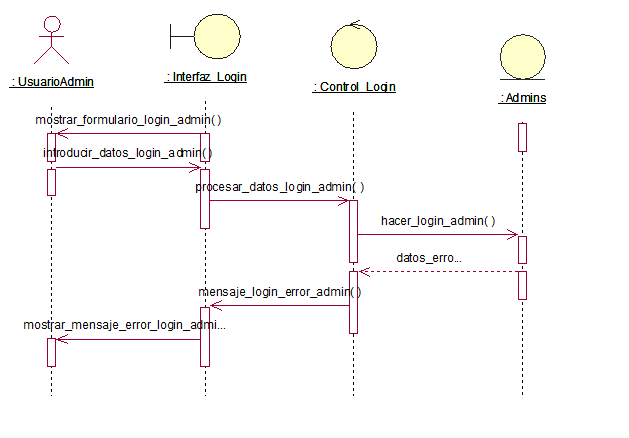 : UsuarioAdmin
: Interfaz_Login
: Control_Login
: Admins
mostrar_formulario_login_admin( )
introducir_datos_login_admin( )
procesar_datos_login_admin( )
hacer_login_admin( )
datos_erro...
mensaje_login_error_admin( )
mostrar_mensaje_error_login_admi...